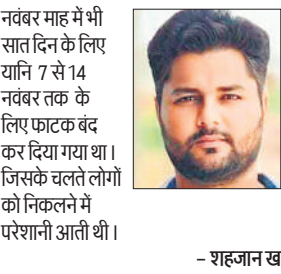 नवंबर माह में भी
सात दिन के लिए
यानि 7 से 14
नवंबर तक के
लिए फाटक बंद
कर दिया गया था।
जिसके चलते लोगों
को निकलने में
परेशानी आती थी।
– शहजान ख